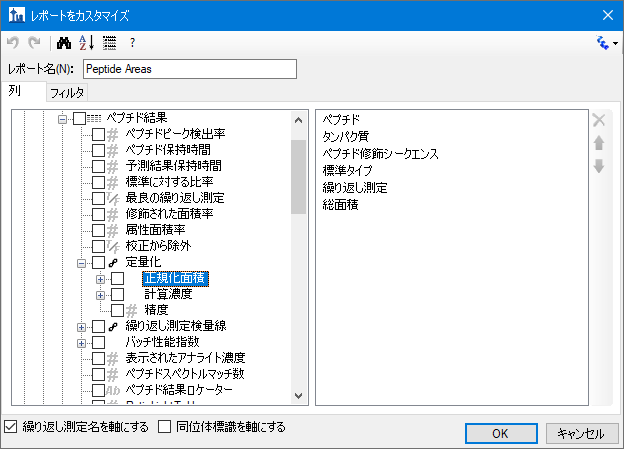 レポートをカスタマイズ
レポート名(N): Peptide Areas
列 フィルタ
ペプチド結果
ペプチドピーク検出率
ペプチド保持時間
予測結果保持時間
標準に対する比率
最良の繰り返し測定
修飾された面積率
属性面積率
校正から除外
定量化
正規化面積
計算濃度
精度
繰り返し測定検量線
バッチ性能指数
表示されたアナライト濃度
ペプチドスペクトルマッチ数
Ab ペプチド結果ロケーター
ペプチド
タンパク質
ペプチド修飾シークエンス
標準タイプ
繰り返し測定
総面積
繰り返し測定名を軸にする 同位体標識を軸にする
OK キャンセル